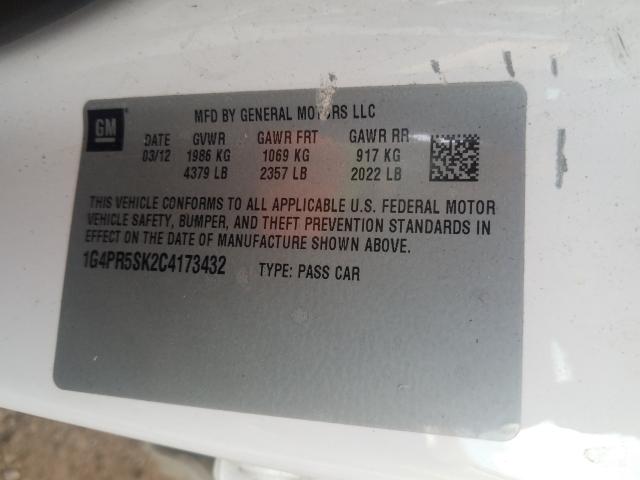 MFD BY GENERAL MOTORS LLC
GM
DATE GVWR GAWR FRT GAWR RR
03/12 1986 KG 1069 KG 917 KG
4379 LB 2357 LB 2022 LB
THIS VEHICLE CONFORMS TO ALL APPLICABLE U.S. FEDERAL MOTOR
VEHICLE SAFETY, BUMPER, AND THEFT PREVENTION STANDARDS IN
EFFECT ON THE DATE OF MANUFACTURE SHOWN ABOVE.
1G4PR5SK2C4173432 TYPE: PASS CAR